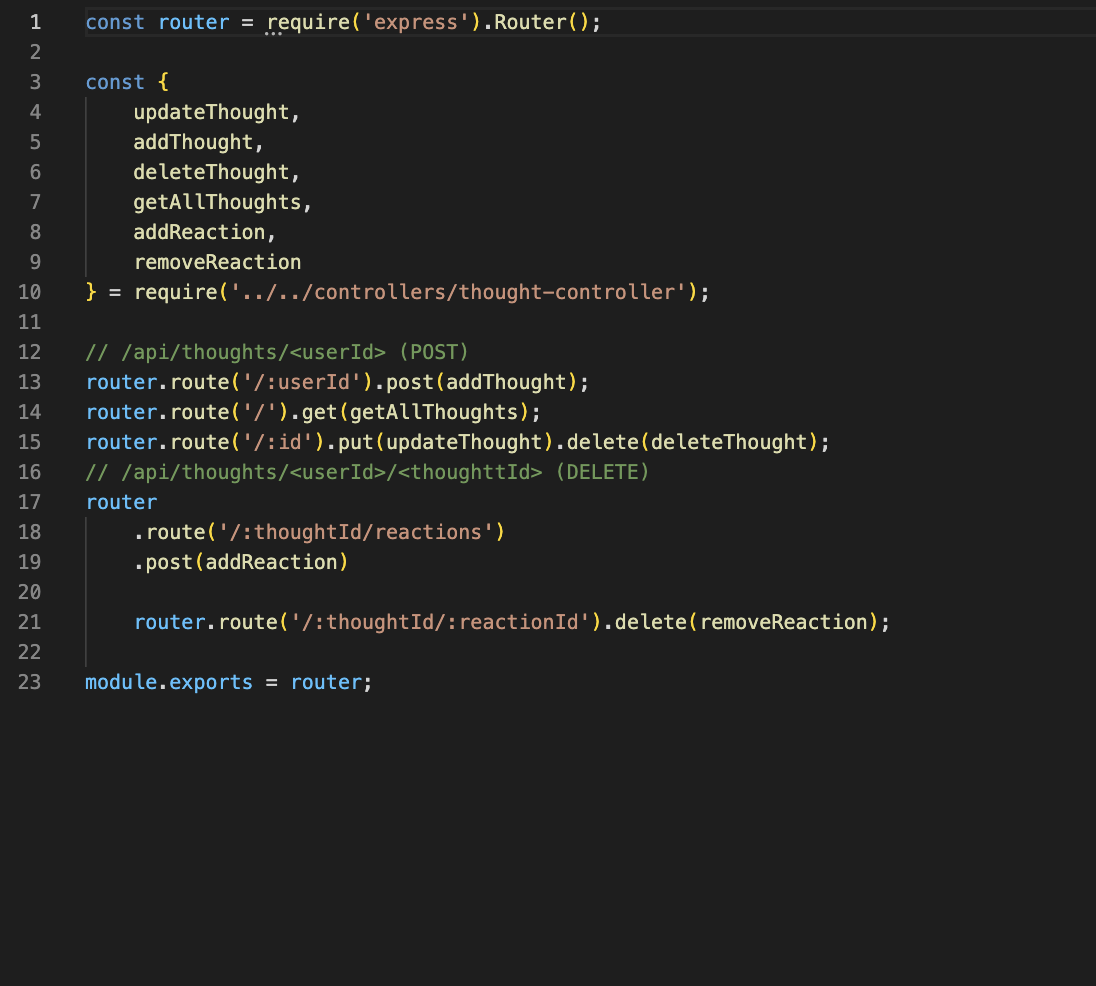 1 const router = require('express').Router();
2
3 const {
4 updateThought,
5 addThought,
6 deleteThought,
7 getAllThoughts,
8 addReaction,
9 removeReaction
10 } = require('../../controllers/thought-controller');
11
12 // /api/thoughts/<userId> (POST)
13 router.route('/:userId').post(addThought);
14 router.route('/').get(getAllThoughts);
15 router.route('/:id').put(updateThought).delete(deleteThought);
16 // /api/thoughts/<userId>/<thoughttId> (DELETE)
17 router
18 .route('/:thoughtId/reactions')
19 .post(addReaction)
20
21 router.route('/:thoughtId/:reactionId').delete(removeReaction);
22
23 module.exports = router;